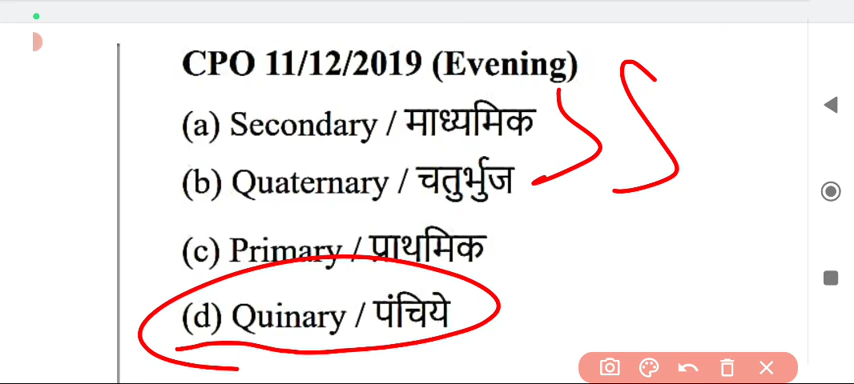 CPO 11/12/2019 (Evening)
(a) Secondary / माध्यमिक
(b) Quaternary / चतुर्भुज
(c) Primary / प्राथमिक
(d) Quinary / पंचिये